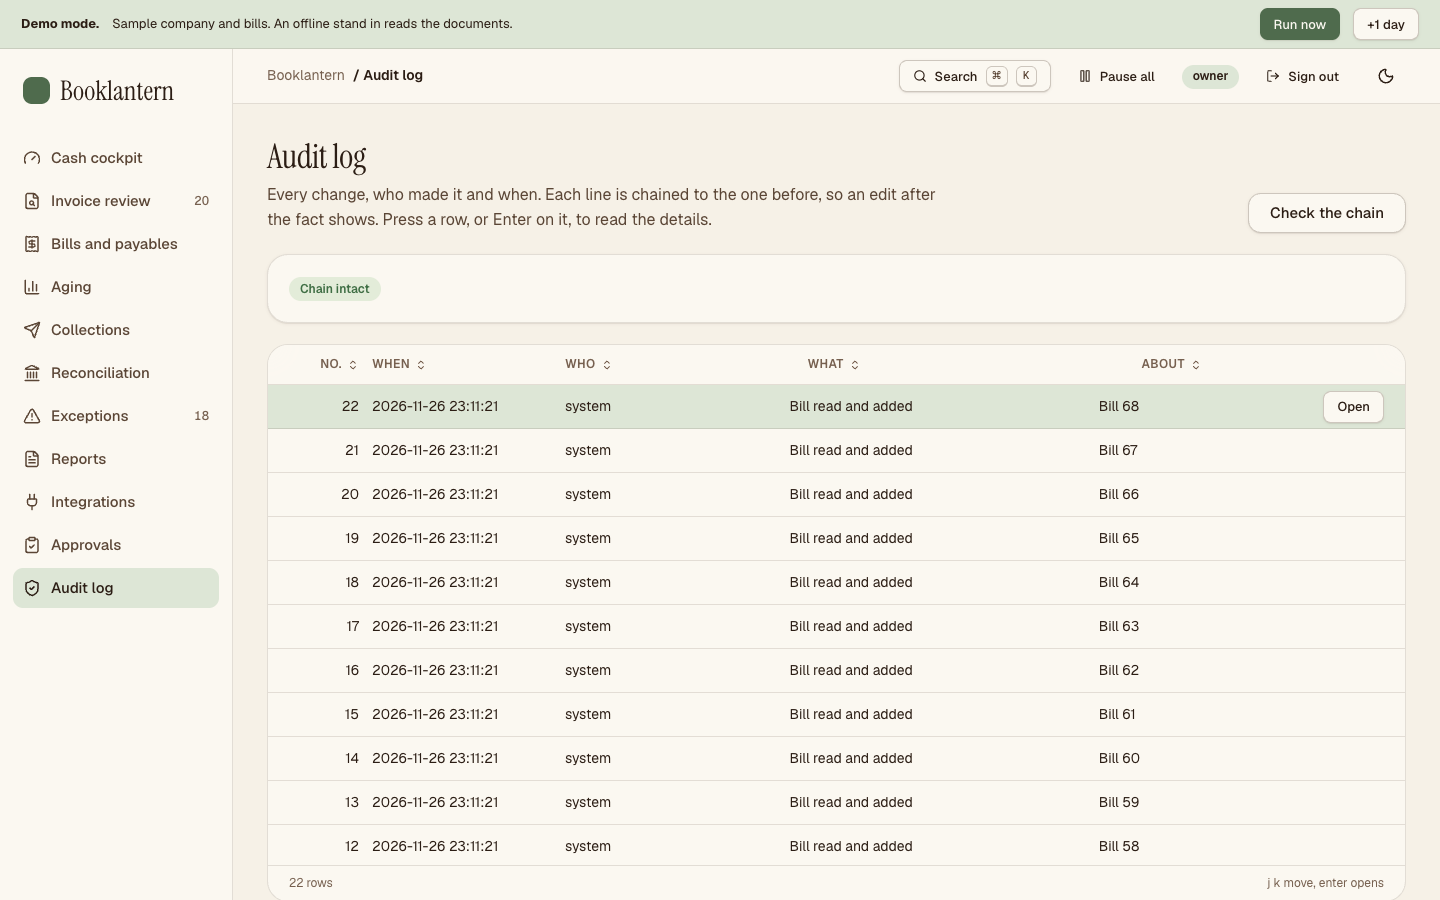 Demo mode. Sample company and bills. An offline stand in reads the documents. Run now +1 day
Booklantern
Booklantern / Audit log Search ⌘ K Pause all owner Sign out
Cash cockpit
Invoice review 20
Bills and payables
Aging
Collections
Reconciliation
Exceptions 18
Reports
Integrations
Approvals
Audit log
Audit log
Every change, who made it and when. Each line is chained to the one before, so an edit after
the fact shows. Press a row, or Enter on it, to read the details.
Check the chain
Chain intact
NO. WHEN WHO WHAT ABOUT
22 2026-11-26 23:11:21 system Bill read and added Bill 68 Open
21 2026-11-26 23:11:21 system Bill read and added Bill 67
20 2026-11-26 23:11:21 system Bill read and added Bill 66
19 2026-11-26 23:11:21 system Bill read and added Bill 65
18 2026-11-26 23:11:21 system Bill read and added Bill 64
17 2026-11-26 23:11:21 system Bill read and added Bill 63
16 2026-11-26 23:11:21 system Bill read and added Bill 62
15 2026-11-26 23:11:21 system Bill read and added Bill 61
14 2026-11-26 23:11:21 system Bill read and added Bill 60
13 2026-11-26 23:11:21 system Bill read and added Bill 59
12 2026-11-26 23:11:21 system Bill read and added Bill 58
22 rows j k move, enter opens